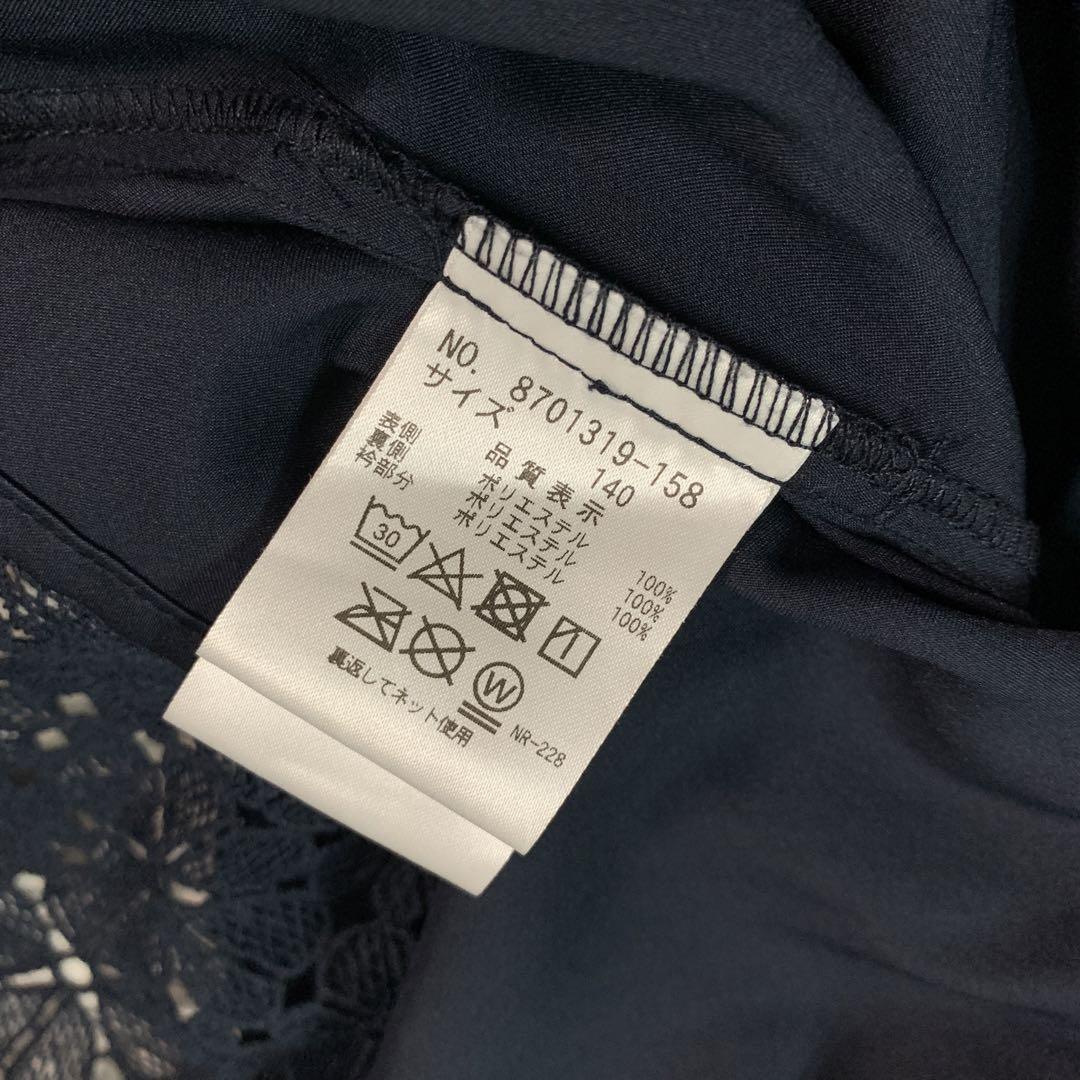 NO. 8701319-158
サイズ 140
品質表示
表側 ポリエステル 100%
裏側 ポリエステル 100%
衿部分 ポリエステル 100%
30
W
裏返してネット使用
NR-228